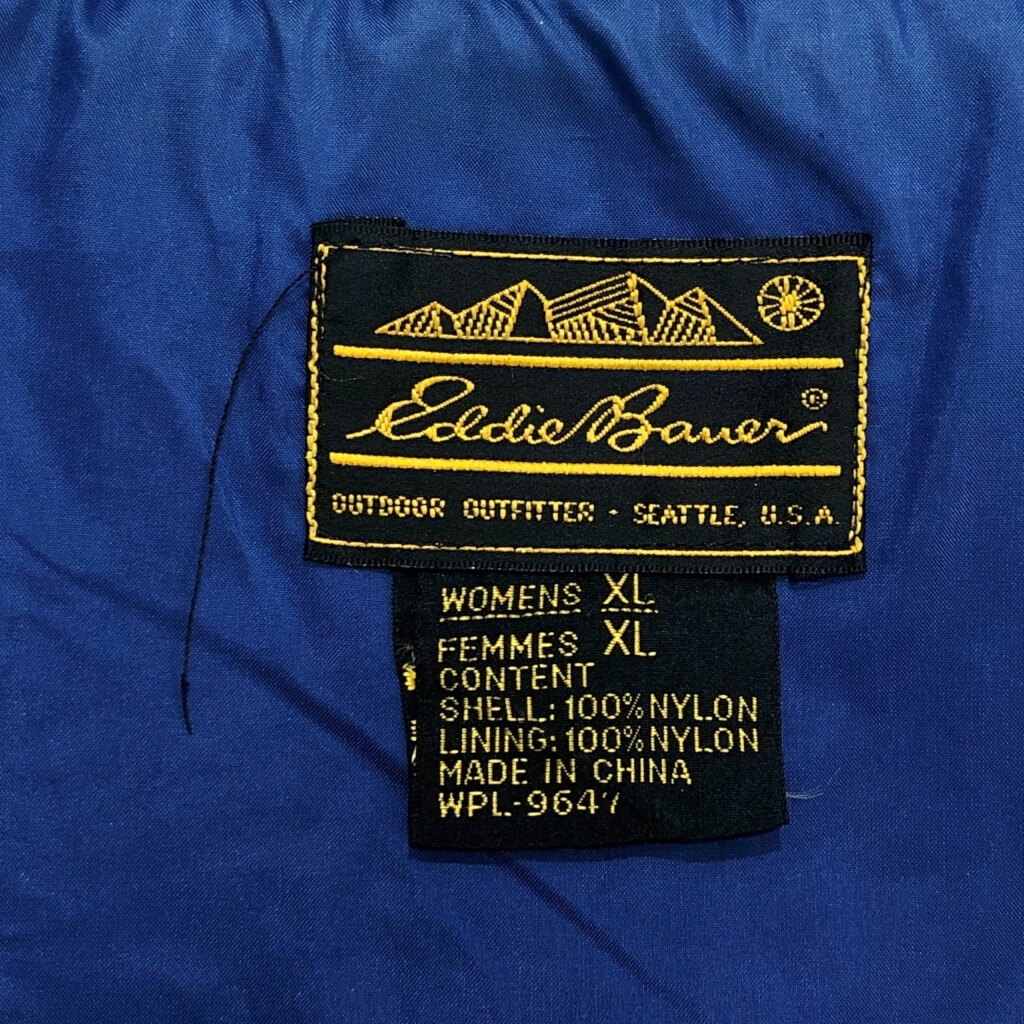 Eddie Bauer®
OUTDOOR OUTFITTER - SEATTLE, U.S.A.
WOMENS XL
FEMMES XL
CONTENT
SHELL: 100% NYLON
LINING: 100% NYLON
MADE IN CHINA
WPL-9647